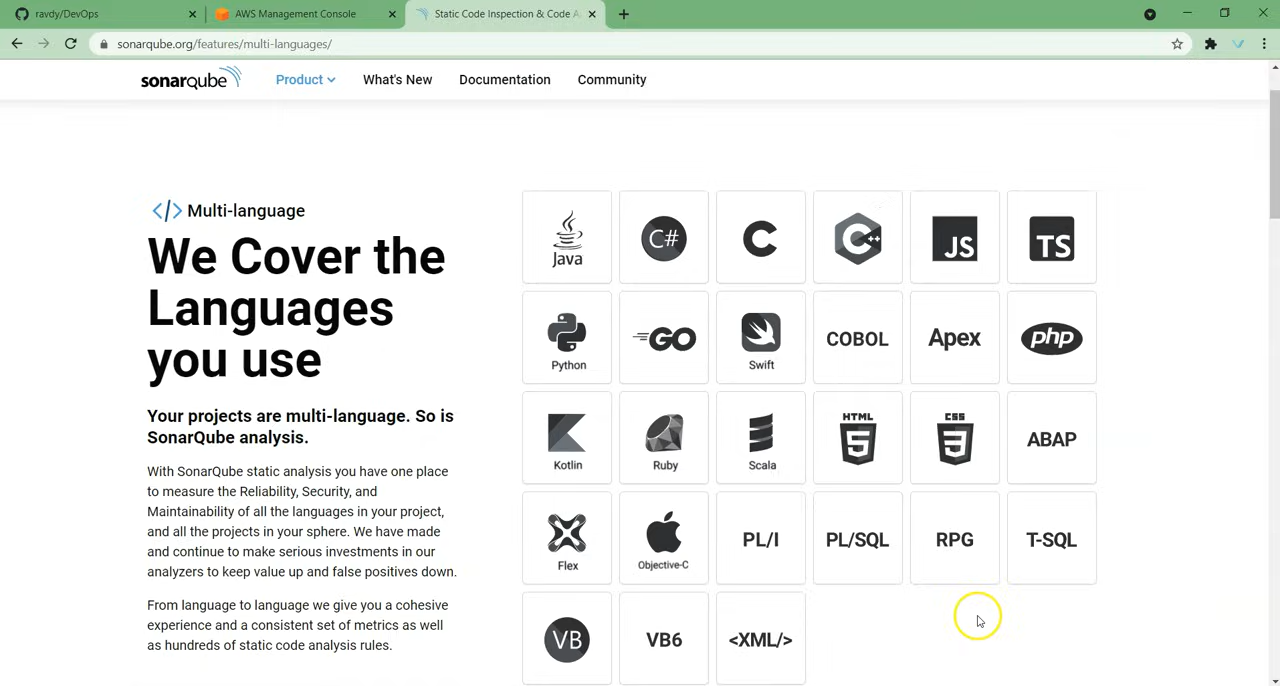 ravdy/DevOps
AWS Management Console
Static Code Inspection & Code A
sonarqube.org/features/multi-languages/
sonarqube
Product
What's New
Documentation
Community
</> Multi-language
We Cover the
Languages
you use
Your projects are multi-language. So is
SonarQube analysis.
With SonarQube static analysis you have one place
to measure the Reliability, Security, and
Maintainability of all the languages in your project,
and all the projects in your sphere. We have made
and continue to make serious investments in our
analyzers to keep value up and false positives down.
From language to language we give you a cohesive
experience and a consistent set of metrics as well
as hundreds of static code analysis rules.
Java
C#
C
C++
JS
TS
Python
GO
Swift
COBOL
Apex
php
Kotlin
Ruby
Scala
HTML
5
CSS
3
ABAP
Flex
Objective-C
PL/I
PL/SQL
RPG
T-SQL
VB
VB6
<XML/>